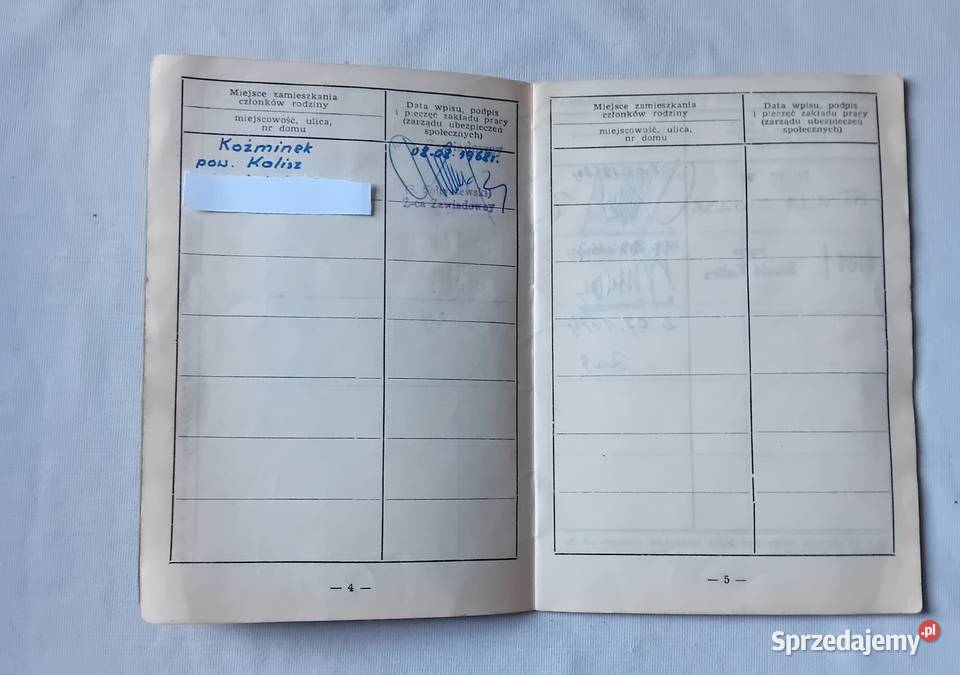 Miejsce zamieszkania
członków rodziny
miejscowość, ulica,
nr domu
Data wpisu, podpis
i pieczęć zakładu pracy
(zarządu ubezpieczeń
społecznych)
Koźminek
pow. Kalisz
02.08.1968r.
Z-ca Zawiadowcy
— 4 —
Miejsce zamieszkania
członków rodziny
miejscowość, ulica,
nr domu
Data wpisu, podpis
i pieczęć zakładu pracy
(zarządu ubezpieczeń
społecznych)
— 5 —
Sprzedajemy.pl